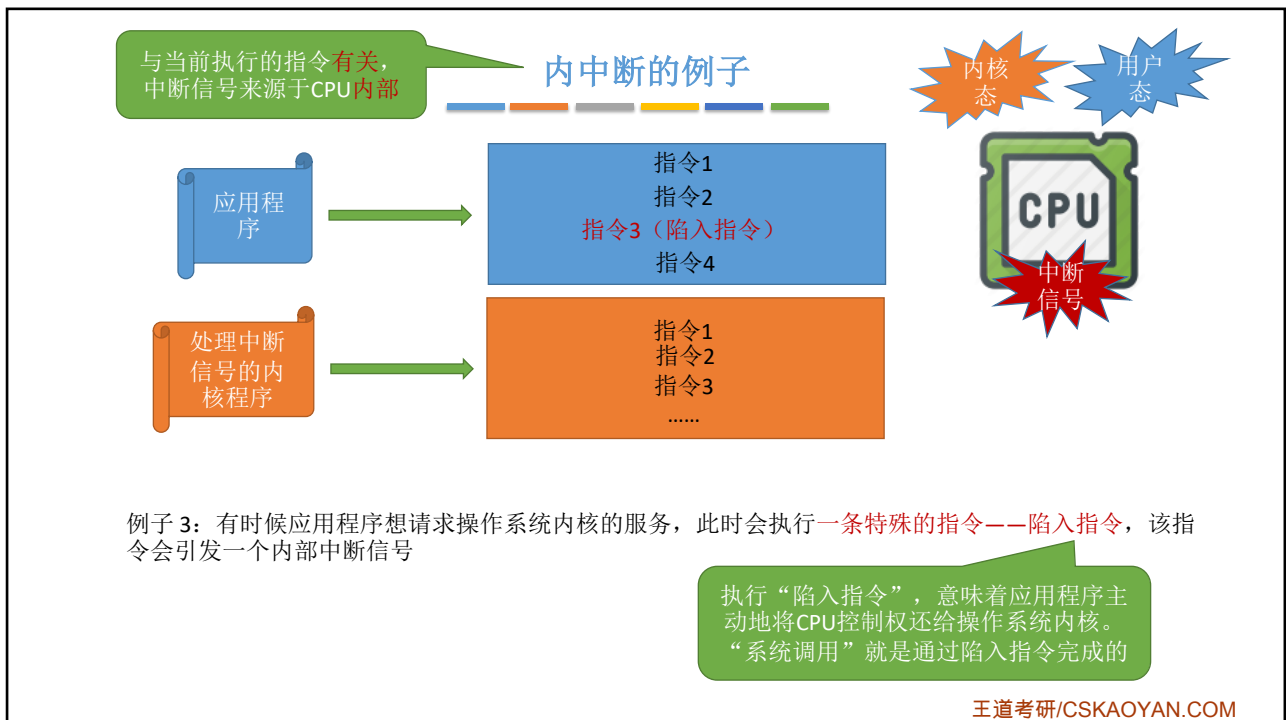 与当前执行的指令有关，
中断信号来源于CPU内部
内中断的例子
内核
态
用户
态
应用程
序
指令1
指令2
指令3（陷入指令）
指令4
CPU
中断
信号
处理中断
信号的内
核程序
指令1
指令2
指令3
……
例子 3：有时候应用程序想请求操作系统内核的服务，此时会执行一条特殊的指令——陷入指令，该指
令会引发一个内部中断信号
执行“陷入指令”，意味着应用程序主
动地将CPU控制权还给操作系统内核。
“系统调用”就是通过陷入指令完成的
王道考研/CSKAOYAN.COM